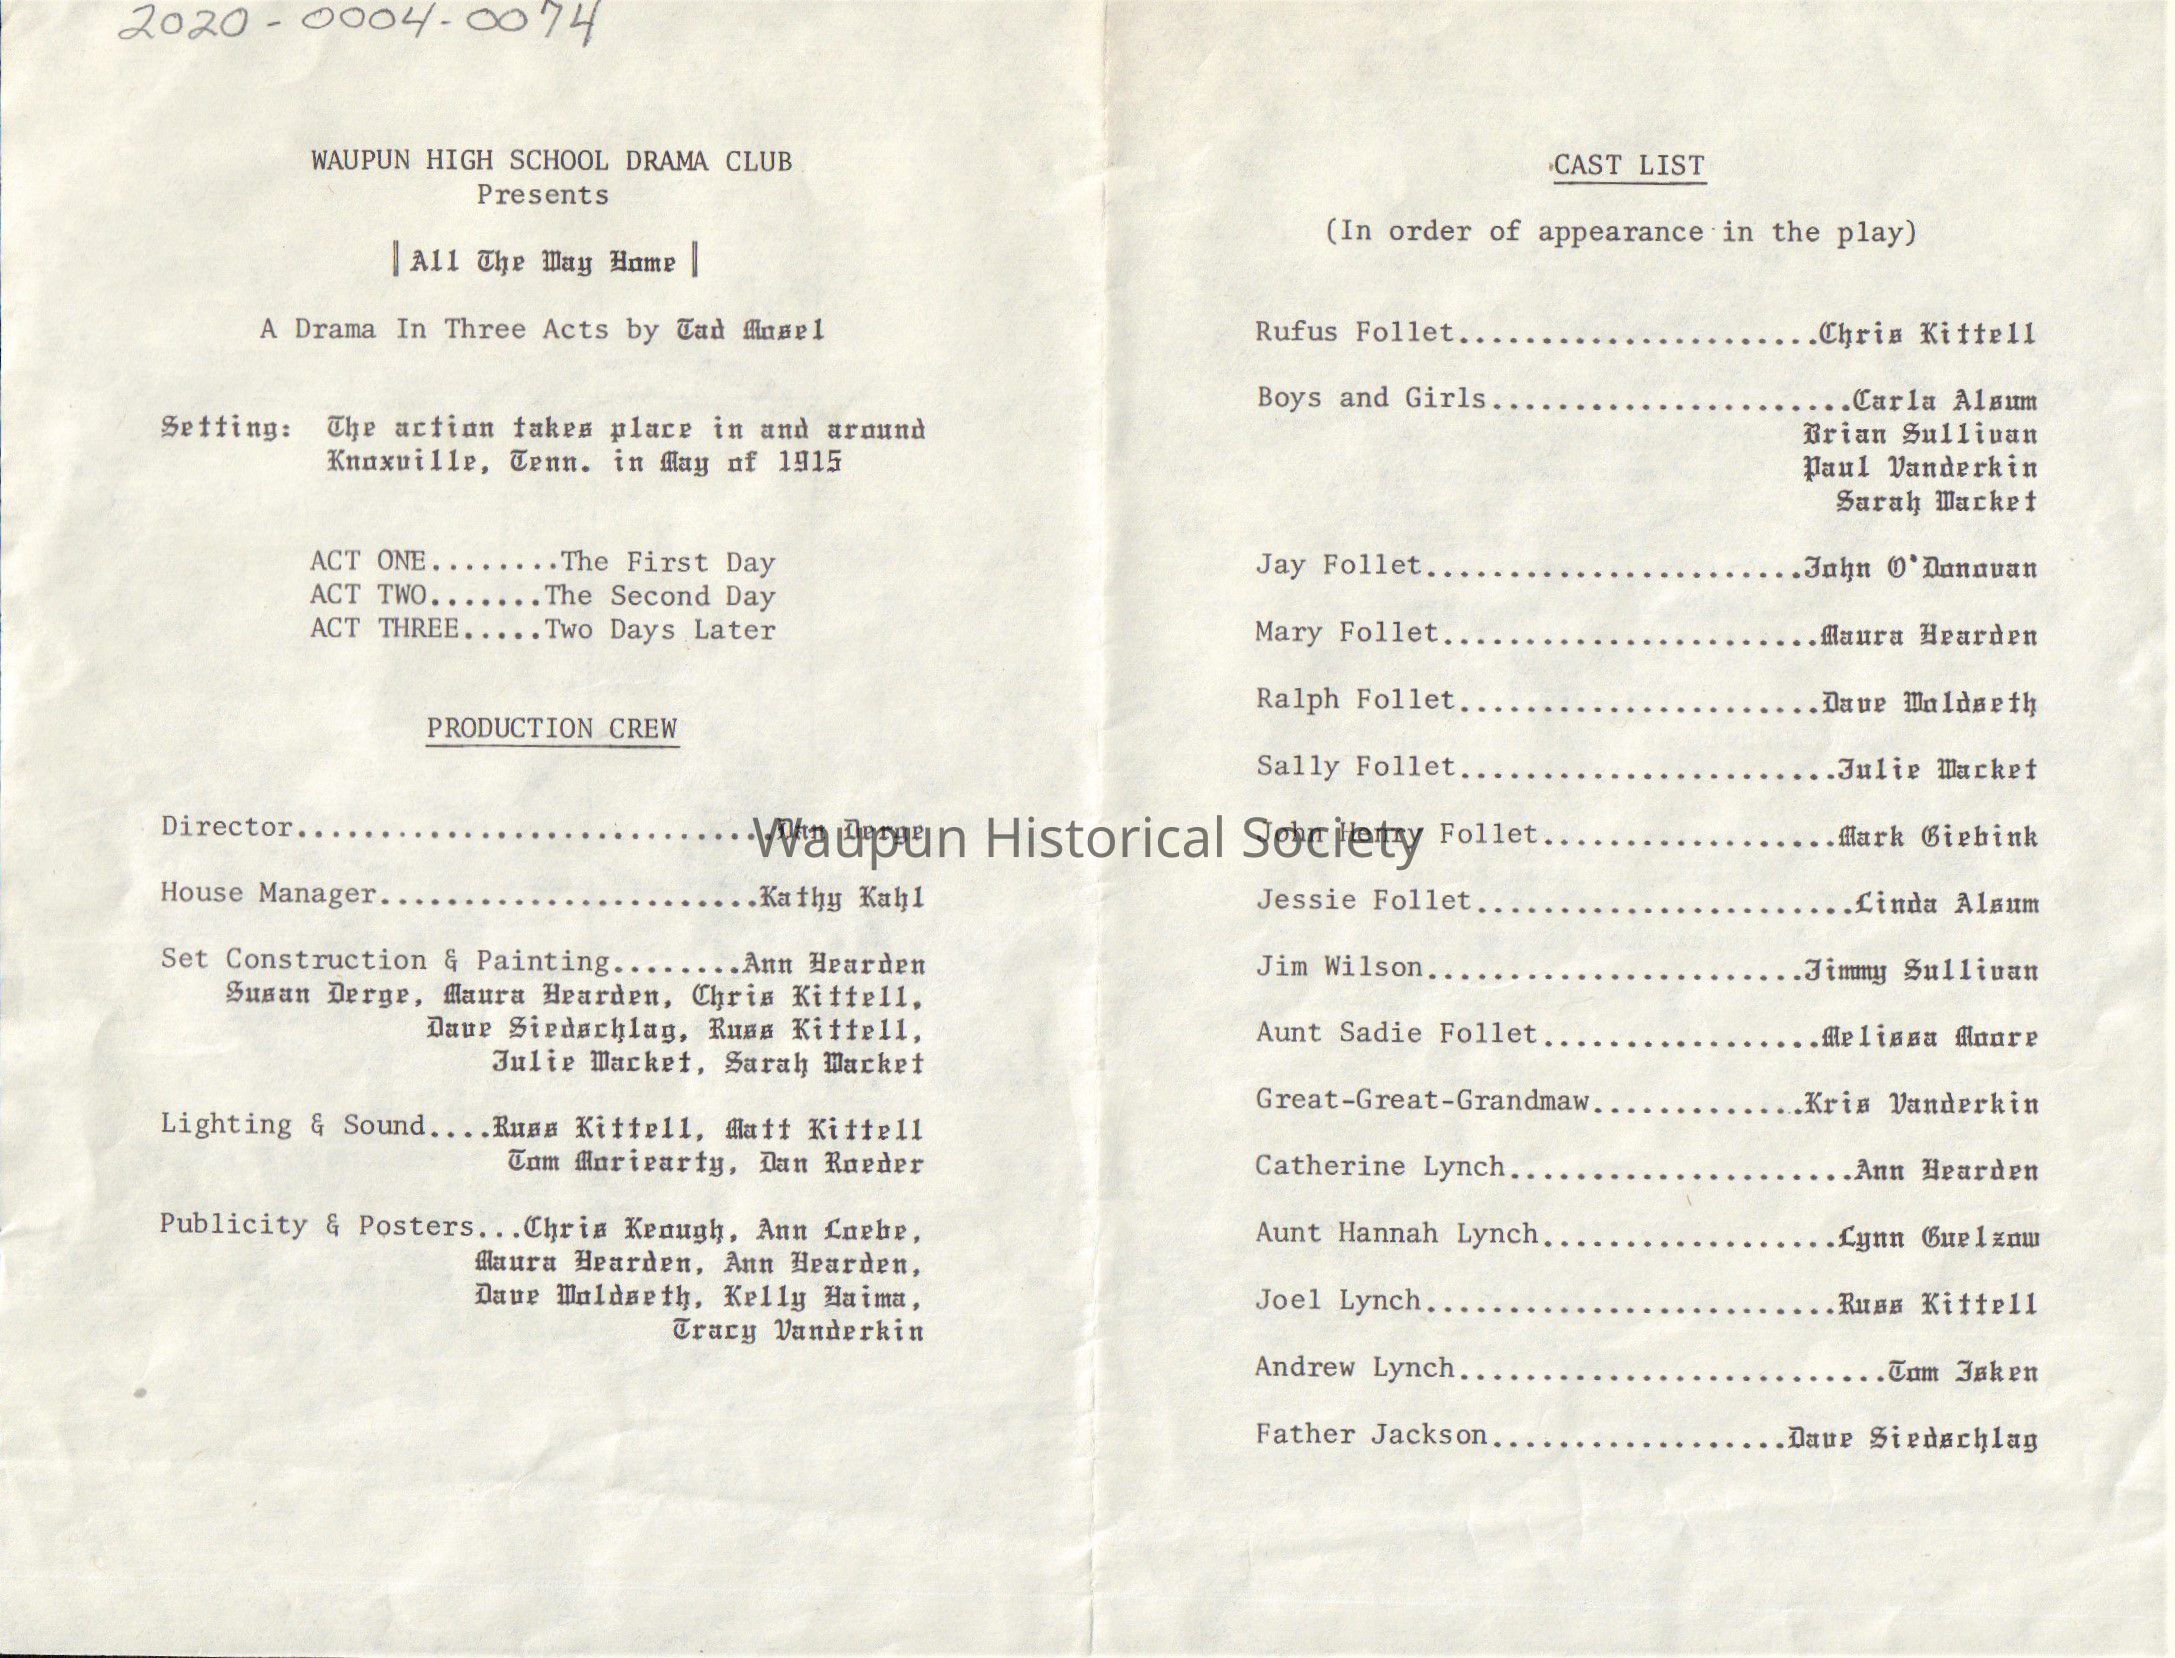 2020-0004-0074
WAUPUN HIGH SCHOOL DRAMA CLUB
Presents
All The Way Home
A Drama In Three Acts by Tad Mosel
Setting: The action takes place in and around
Knoxville, Tenn. in May of 1915
ACT ONE........The First Day
ACT TWO.......The Second Day
ACT THREE.....Two Days Later
PRODUCTION CREW
Director.............................Dan Derge
House Manager.......................Kathy Kahl
Set Construction & Painting........Ann Hearden
Susan Derge, Maura Hearden, Chris Kittell,
Dave Siedschlag, Russ Kittell,
Julie Wacket, Sarah Wacket
Lighting & Sound....Russ Kittell, Matt Kittell
Tom Moriearty, Dan Roeder
Publicity & Posters...Chris Keough, Ann Loebe,
Maura Hearden, Ann Hearden,
Dave Woldseth, Kelly Haima,
Tracy Vanderkin
CAST LIST
(In order of appearance in the play)
Rufus Follet......................Chris Kittell
Boys and Girls......................Carla Alsum
Brian Sullivan
Paul Vanderkin
Sarah Wacket
Jay Follet.......................John O'Donovan
Mary Follet.......................Maura Hearden
Ralph Follet......................Dave Woldseth
Sally Follet.......................Julie Wacket
John Henry Follet..................Mark Giebink
Jessie Follet.......................Linda Alsum
Jim Wilson.......................Jimmy Sullivan
Aunt Sadie Follet.................Melissa Moore
Great-Great-Grandmaw.............Kris Vanderkin
Catherine Lynch.....................Ann Hearden
Aunt Hannah Lynch..................Lynn Guelzow
Joel Lynch.........................Russ Kittell
Andrew Lynch..........................Tom Isken
Father Jackson..................Dave Siedschlag
Waupun Historical Society